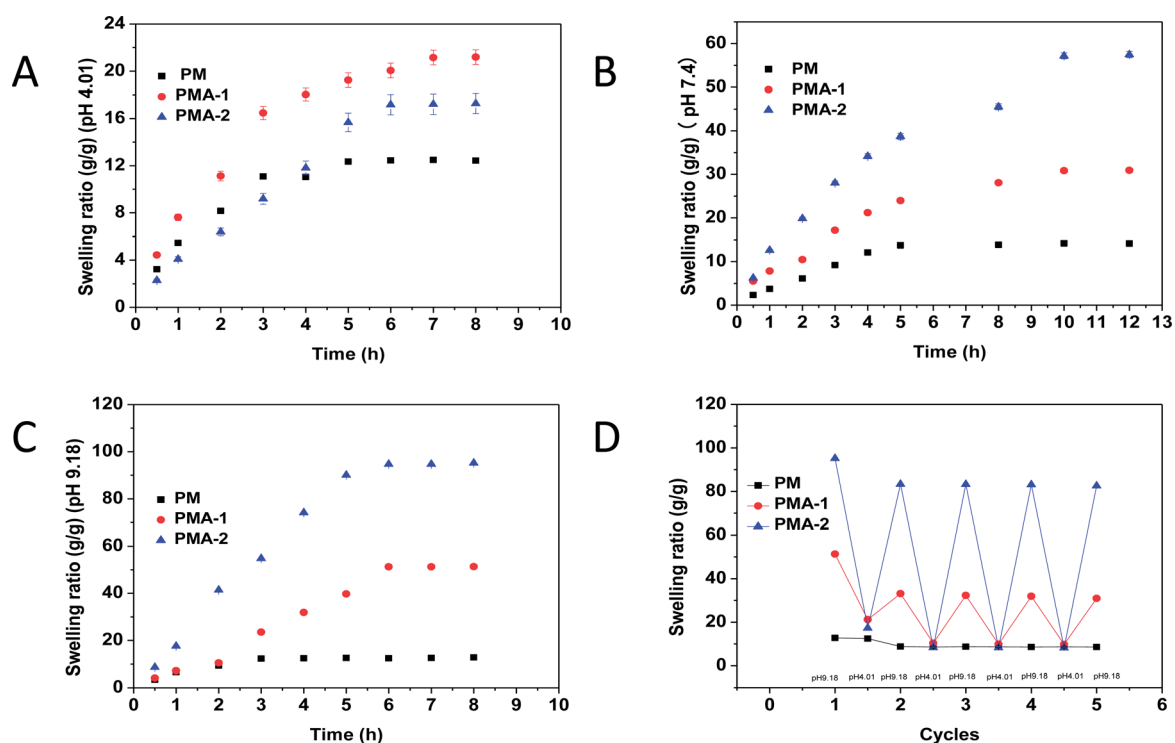 A
Swelling ratio (g/g) (pH 4.01)
24
20
16
12
8
4
0
PM
PMA-1
PMA-2
0 1 2 3 4 5 6 7 8 9 10
Time (h)
B
Swelling ratio (g/g) ( pH 7.4)
60
50
40
30
20
10
0
PM
PMA-1
PMA-2
0 1 2 3 4 5 6 7 8 9 10 11 12 13
Time (h)
C
Swelling ratio (g/g) (pH 9.18)
120
100
80
60
40
20
0
PM
PMA-1
PMA-2
0 1 2 3 4 5 6 7 8 9 10
Time (h)
D
Swelling ratio (g/g)
120
100
80
60
40
20
0
PM
PMA-1
PMA-2
pH9.18 pH4.01 pH9.18 pH4.01 pH9.18 pH4.01 pH9.18 pH4.01 pH9.18
0 1 2 3 4 5 6
Cycles